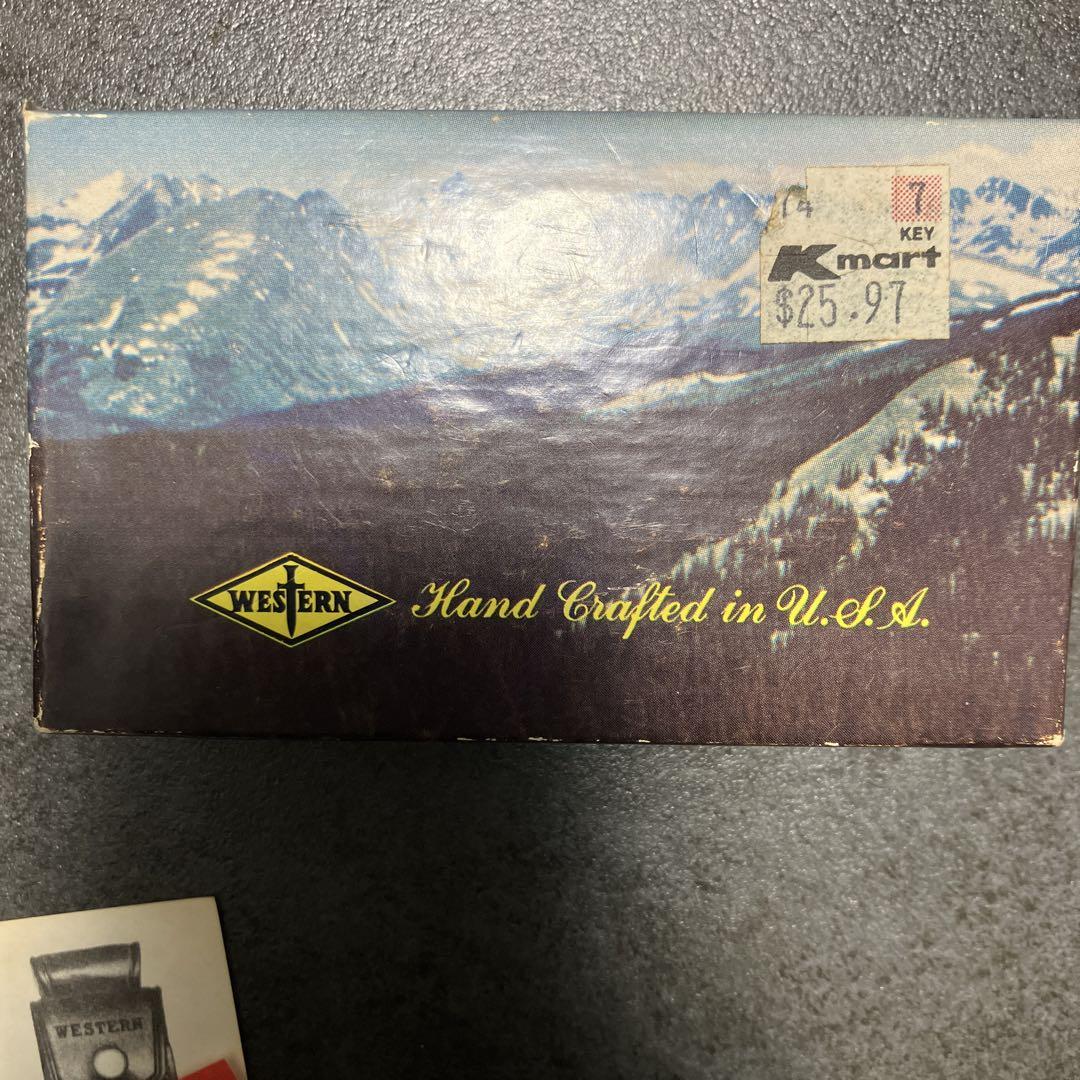 14 7
KEY
Kmart
$25.97
WESTERN Hand Crafted in U.S.A.
WESTERN